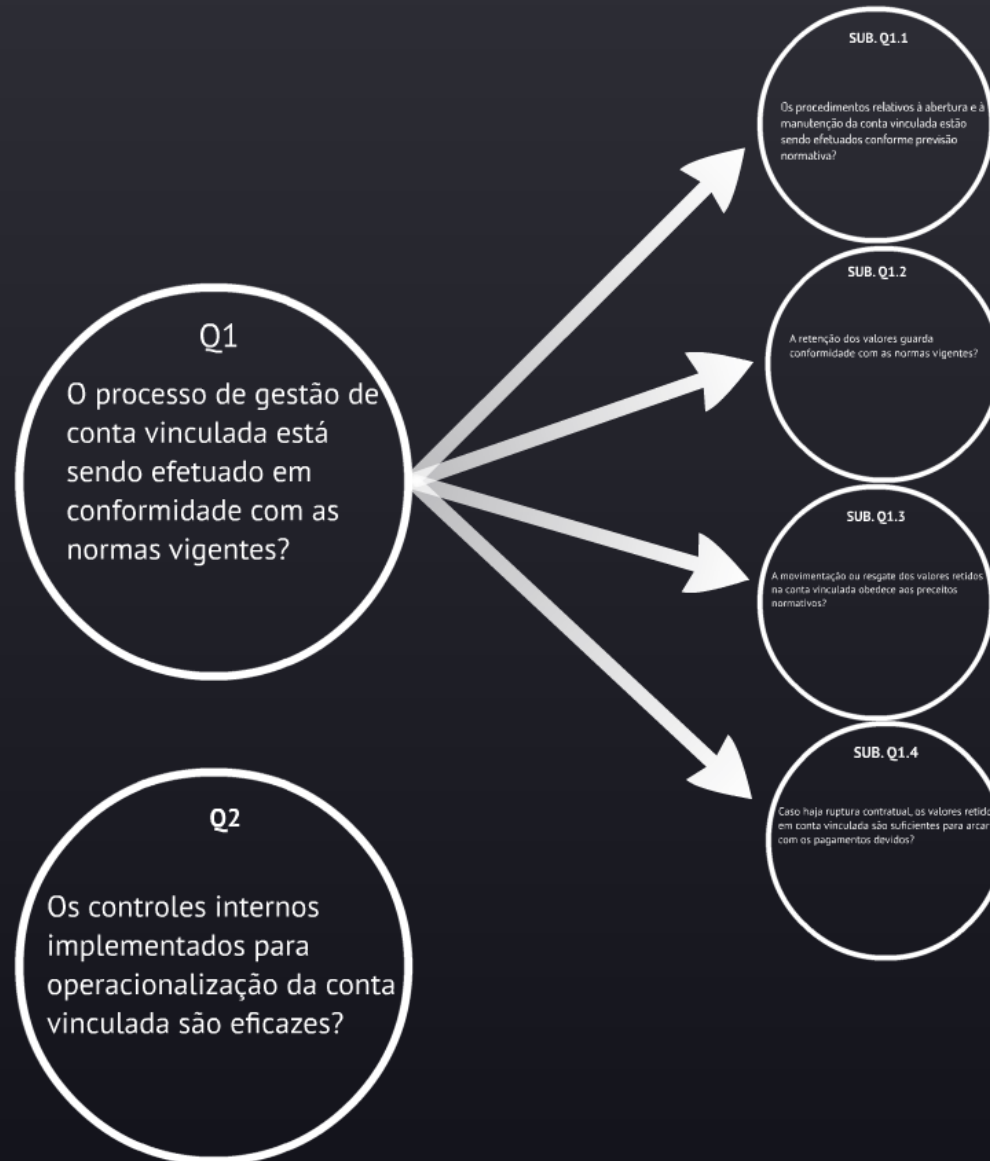 Q1
O processo de gestão de
conta vinculada está
sendo efetuado em
conformidade com as
normas vigentes?
Q2
Os controles internos
implementados para
operacionalização da conta
vinculada são eficazes?
SUB. Q1.1
Os procedimentos relativos à abertura e à
manutenção da conta vinculada estão
sendo efetuados conforme previsão
normativa?
SUB. Q1.2
A retenção dos valores guarda
conformidade com as normas vigentes?
SUB. Q1.3
A movimentação ou resgate dos valores retidos
na conta vinculada obedece aos preceitos
normativos?
SUB. Q1.4
Caso haja ruptura contratual, os valores retido
em conta vinculada são suficientes para arcar
com os pagamentos devidos?